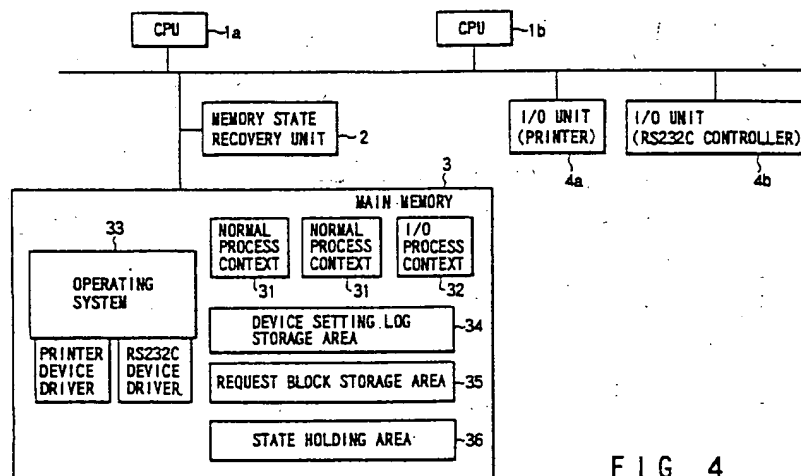 CPU
1a
CPU
1b
MEMORY STATE
RECOVERY UNIT
2
I/O UNIT
(PRINTER)
4a
I/O UNIT
(RS232C CONTROLLER)
4b
3
MAIN MEMORY
33
OPERATING
SYSTEM
PRINTER
DEVICE
DRIVER
RS232C
DEVICE
DRIVER
NORMAL
PROCESS
CONTEXT
31
NORMAL
PROCESS
CONTEXT
31
I/O
PROCESS
CONTEXT
32
DEVICE SETTING LOG
STORAGE AREA
34
REQUEST BLOCK STORAGE AREA
35
STATE HOLDING AREA
36
FIG 4